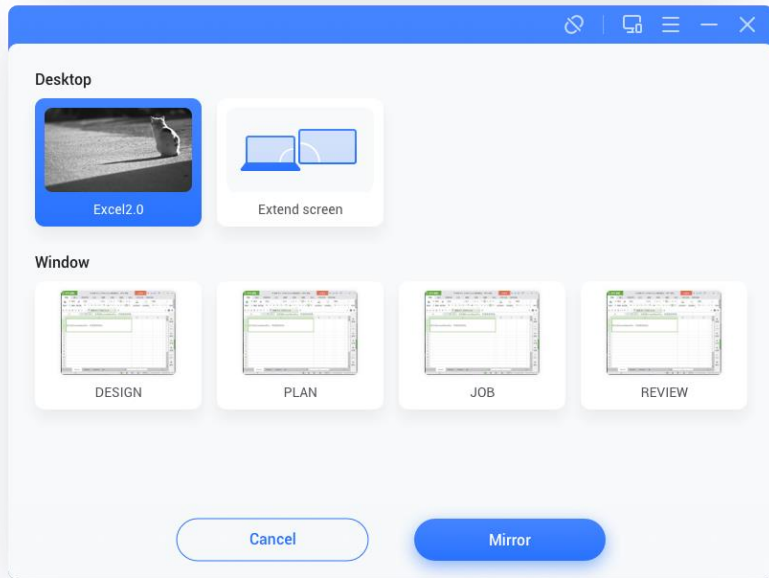 Desktop
Excel2.0
Extend screen
Window
DESIGN
PLAN
JOB
REVIEW
Cancel
Mirror